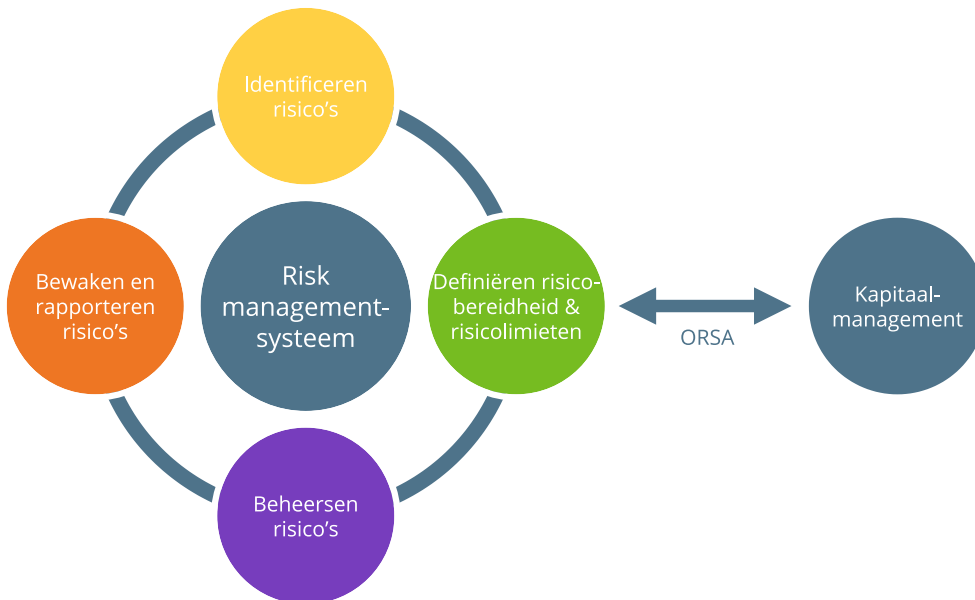 Identificeren
risico's
Bewaken en
rapporteren
risico's
Risk
management-
systeem
Definiëren risico-
bereidheid &
risicolimieten
ORSA
Kapitaal-
management
Beheersen
risico's